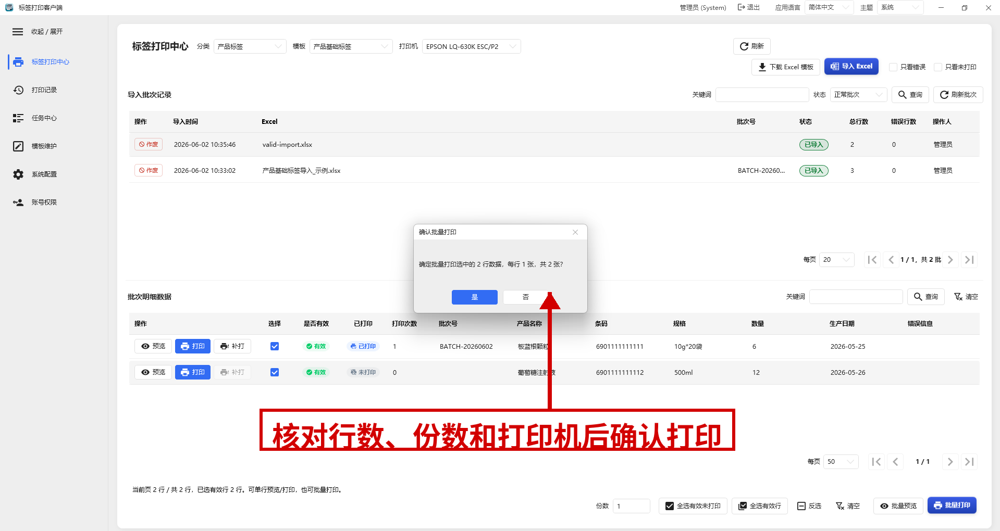 标签打印客户端
管理员 (System) 退出 应用语言 简体中文 主题 系统
收起 / 展开
标签打印中心
打印记录
任务中心
模板维护
系统配置
账号权限
标签打印中心 分类 产品标签 模板 产品基础标签 打印机 EPSON LQ-630K ESC/P2 刷新
下载 Excel 模板 导入 Excel 只看错误 只看未打印
导入批次记录 关键词 状态 正常批次 查询 刷新批次
操作 导入时间 Excel 批次号 状态 总行数 错误行数 操作人
作废 2026-06-02 10:35:46 valid-import.xlsx 已导入 2 0 管理员
作废 2026-06-02 10:33:02 产品基础标签导入_示例.xlsx BATCH-20260... 已导入 3 0 管理员
确认批量打印
确定批量打印选中的 2 行数据，每行 1 张，共 2 张？
是 否
每页 20 1 / 1，共 2 批
批次明细数据 关键词 查询 清空
操作 选择 是否有效 已打印 打印次数 批次号 产品名称 条码 规格 数量 生产日期 错误信息
预览 打印 补打 有效 已打印 1 BATCH-20260602 板蓝根颗粒 6901111111111 10g*20袋 6 2026-05-25
预览 打印 补打 有效 未打印 0 葡萄糖注射液 6901111111112 500ml 12 2026-05-26
核对行数、份数和打印机后确认打印
每页 50 1 / 1
当前页 2 行 / 共 2 行，已选有效行 2 行。可单行预览/打印，也可批量打印。
份数 1 全选有效未打印 全选有效行 反选 清空 批量预览 批量打印